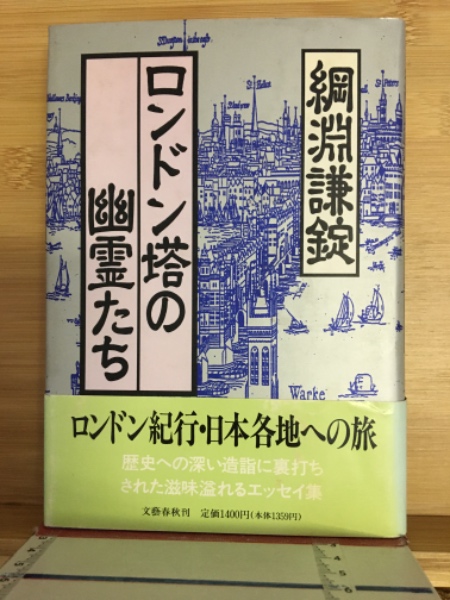 綱淵謙錠
ロンドン塔の
幽霊たち
Warke
ロンドン紀行・日本各地への旅
歴史への深い造詣に裏打ち
された滋味溢れるエッセイ集
文藝春秋刊 定価1400円(本体1359円)